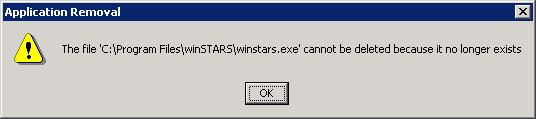 Application Removal
The file 'C:\Program Files\winSTARS\winstars.exe' cannot be deleted because it no longer exists
OK